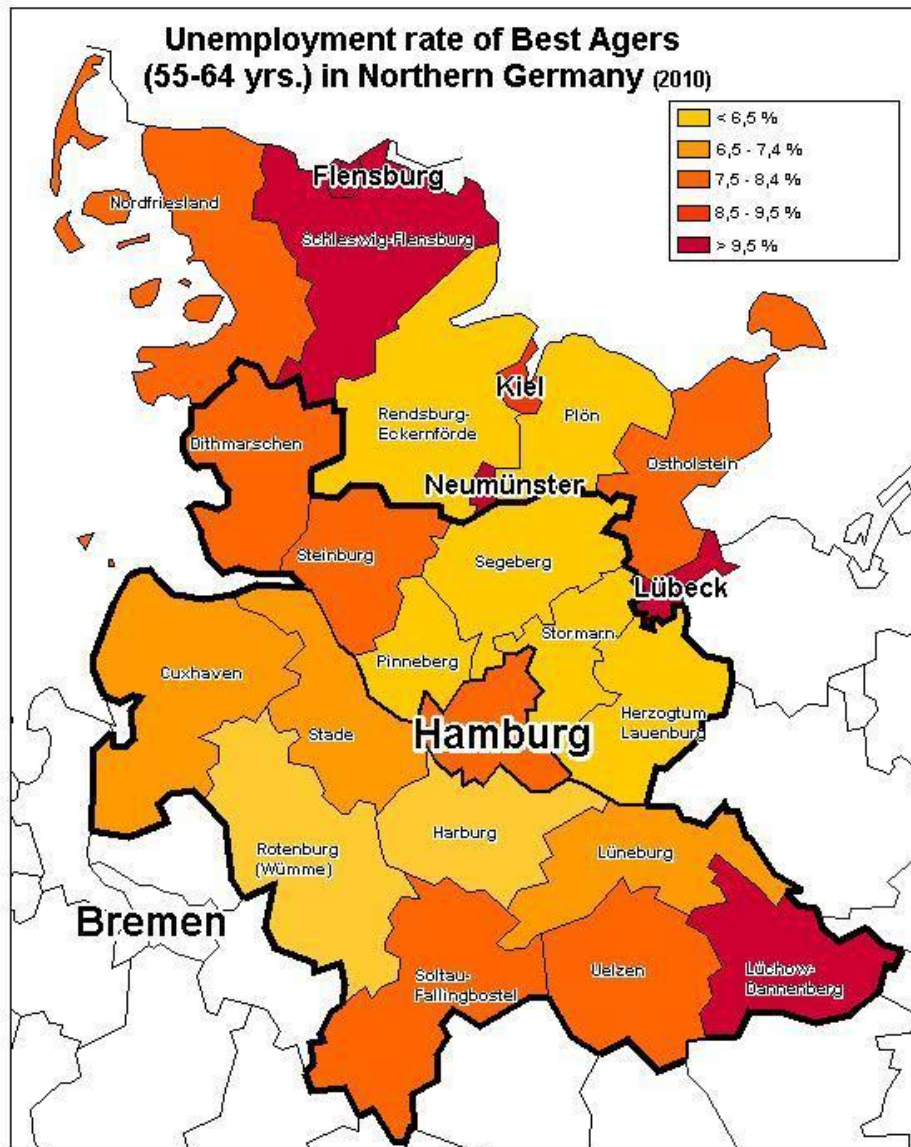 Unemployment rate of Best Agers
(55-64 yrs.) in Northern Germany (2010)
< 6,5 %
6,5 - 7,4 %
7,5 - 8,4 %
8,5 - 9,5 %
> 9,5 %
Flensburg
Nordfriesland
Schleswig-Flensburg
Kiel
Rendsburg-
Eckernförde
Plön
Dithmarschen
Ostholstein
Neumünster
Steinburg
Segeberg
Lübeck
Stormarn
Pinneberg
Cuxhaven
Herzogtum
Lauenburg
Stade
Hamburg
Harburg
Rotenburg
(Wümme)
Lüneburg
Bremen
Soltau-
Fallingbostel
Uelzen
Lüchow-
Dannenberg